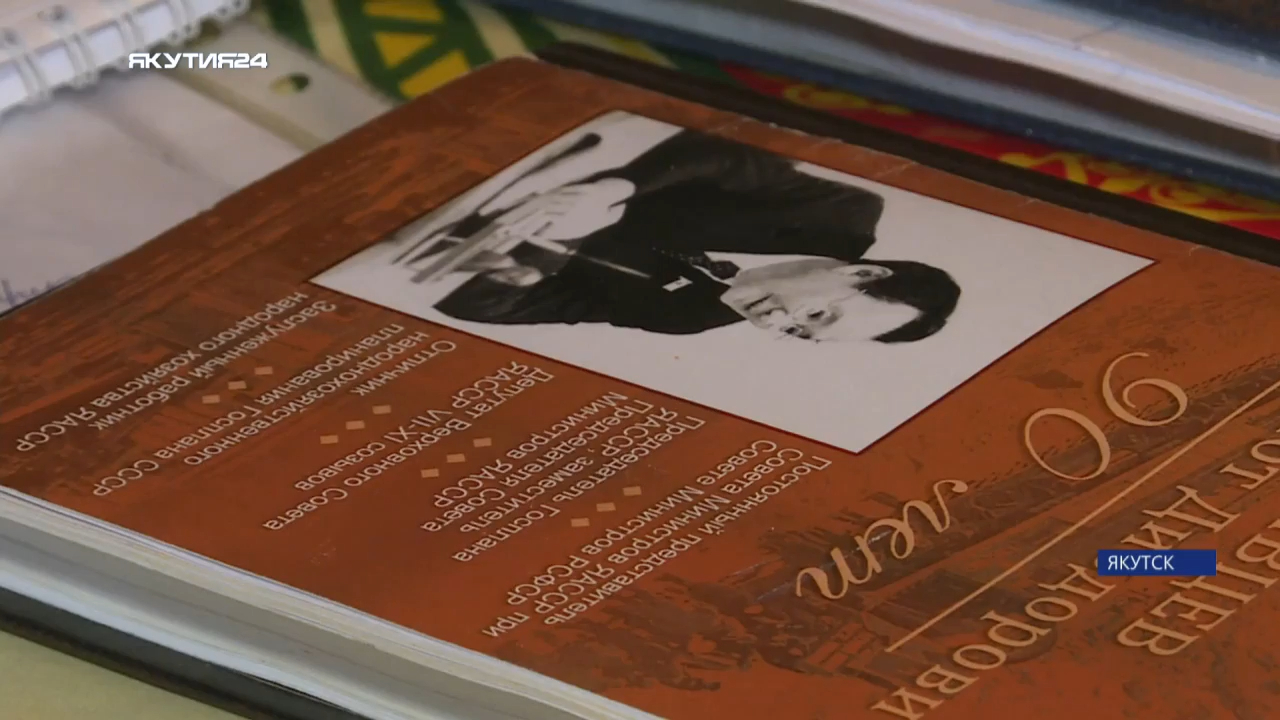 ЯКУТИЯ24
ЯКУТСК
90 лет
Постоянный представитель
Совета Министров ЯАССР при
Совете Министров РСФСР
Председатель Госплана
ЯАССР, заместитель
Председателя Совета
Министров ЯАССР
Депутат Верховного Совета
ЯАССР VII-XI созывов
Отличник
народнохозяйственного
планирования Госплана СССР
Заслуженный работник
народного хозяйства ЯАССР